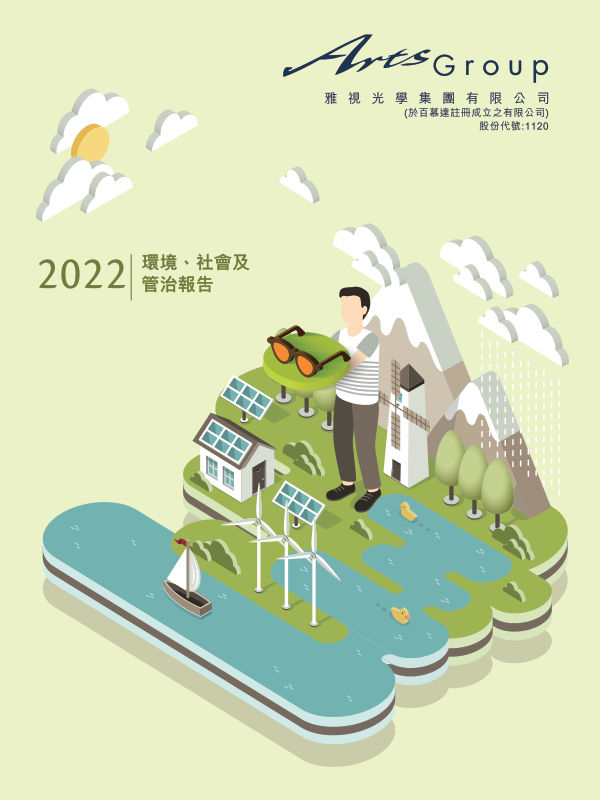 Arts Group
雅視光學集團有限公司
(於百慕達註冊成立之有限公司)
股份代號:1120
2022
環境、社會及
管治報告